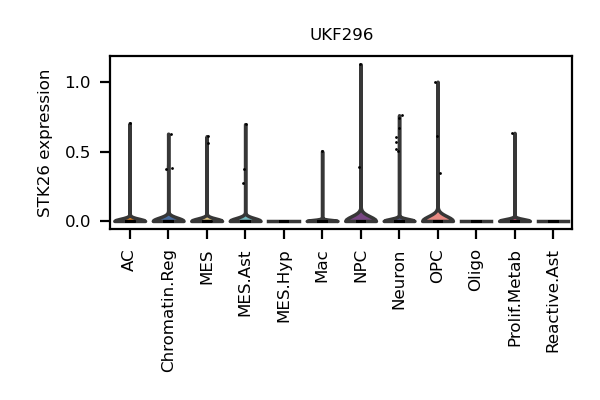 UKF296
STK26 expression
1.0
0.5
0.0
AC
Chromatin.Reg
MES
MES.Ast
MES.Hyp
Mac
NPC
Neuron
OPC
Oligo
Prolif.Metab
Reactive.Ast